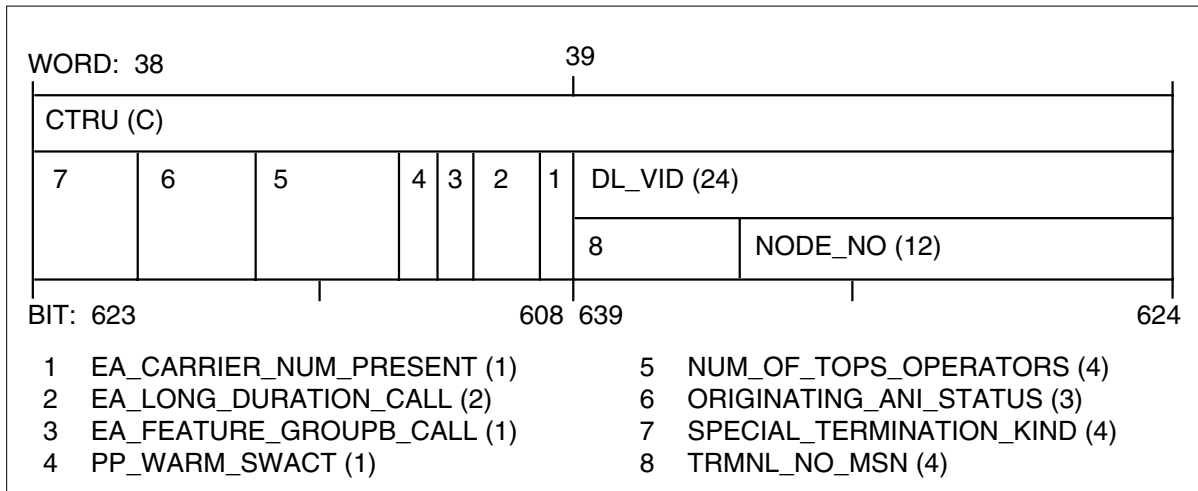 WORD: 38 39
CTRU (C)
7 6 5 4 3 2 1 DL_VID (24)
8 NODE_NO (12)
BIT: 623 608 639 624
1 EA_CARRIER_NUM_PRESENT (1)
2 EA_LONG_DURATION_CALL (2)
3 EA_FEATURE_GROUPB_CALL (1)
4 PP_WARM_SWACT (1)
5 NUM_OF_TOPS_OPERATORS (4)
6 ORIGINATING_ANI_STATUS (3)
7 SPECIAL_TERMINATION_KIND (4)
8 TRMNL_NO_MSN (4)